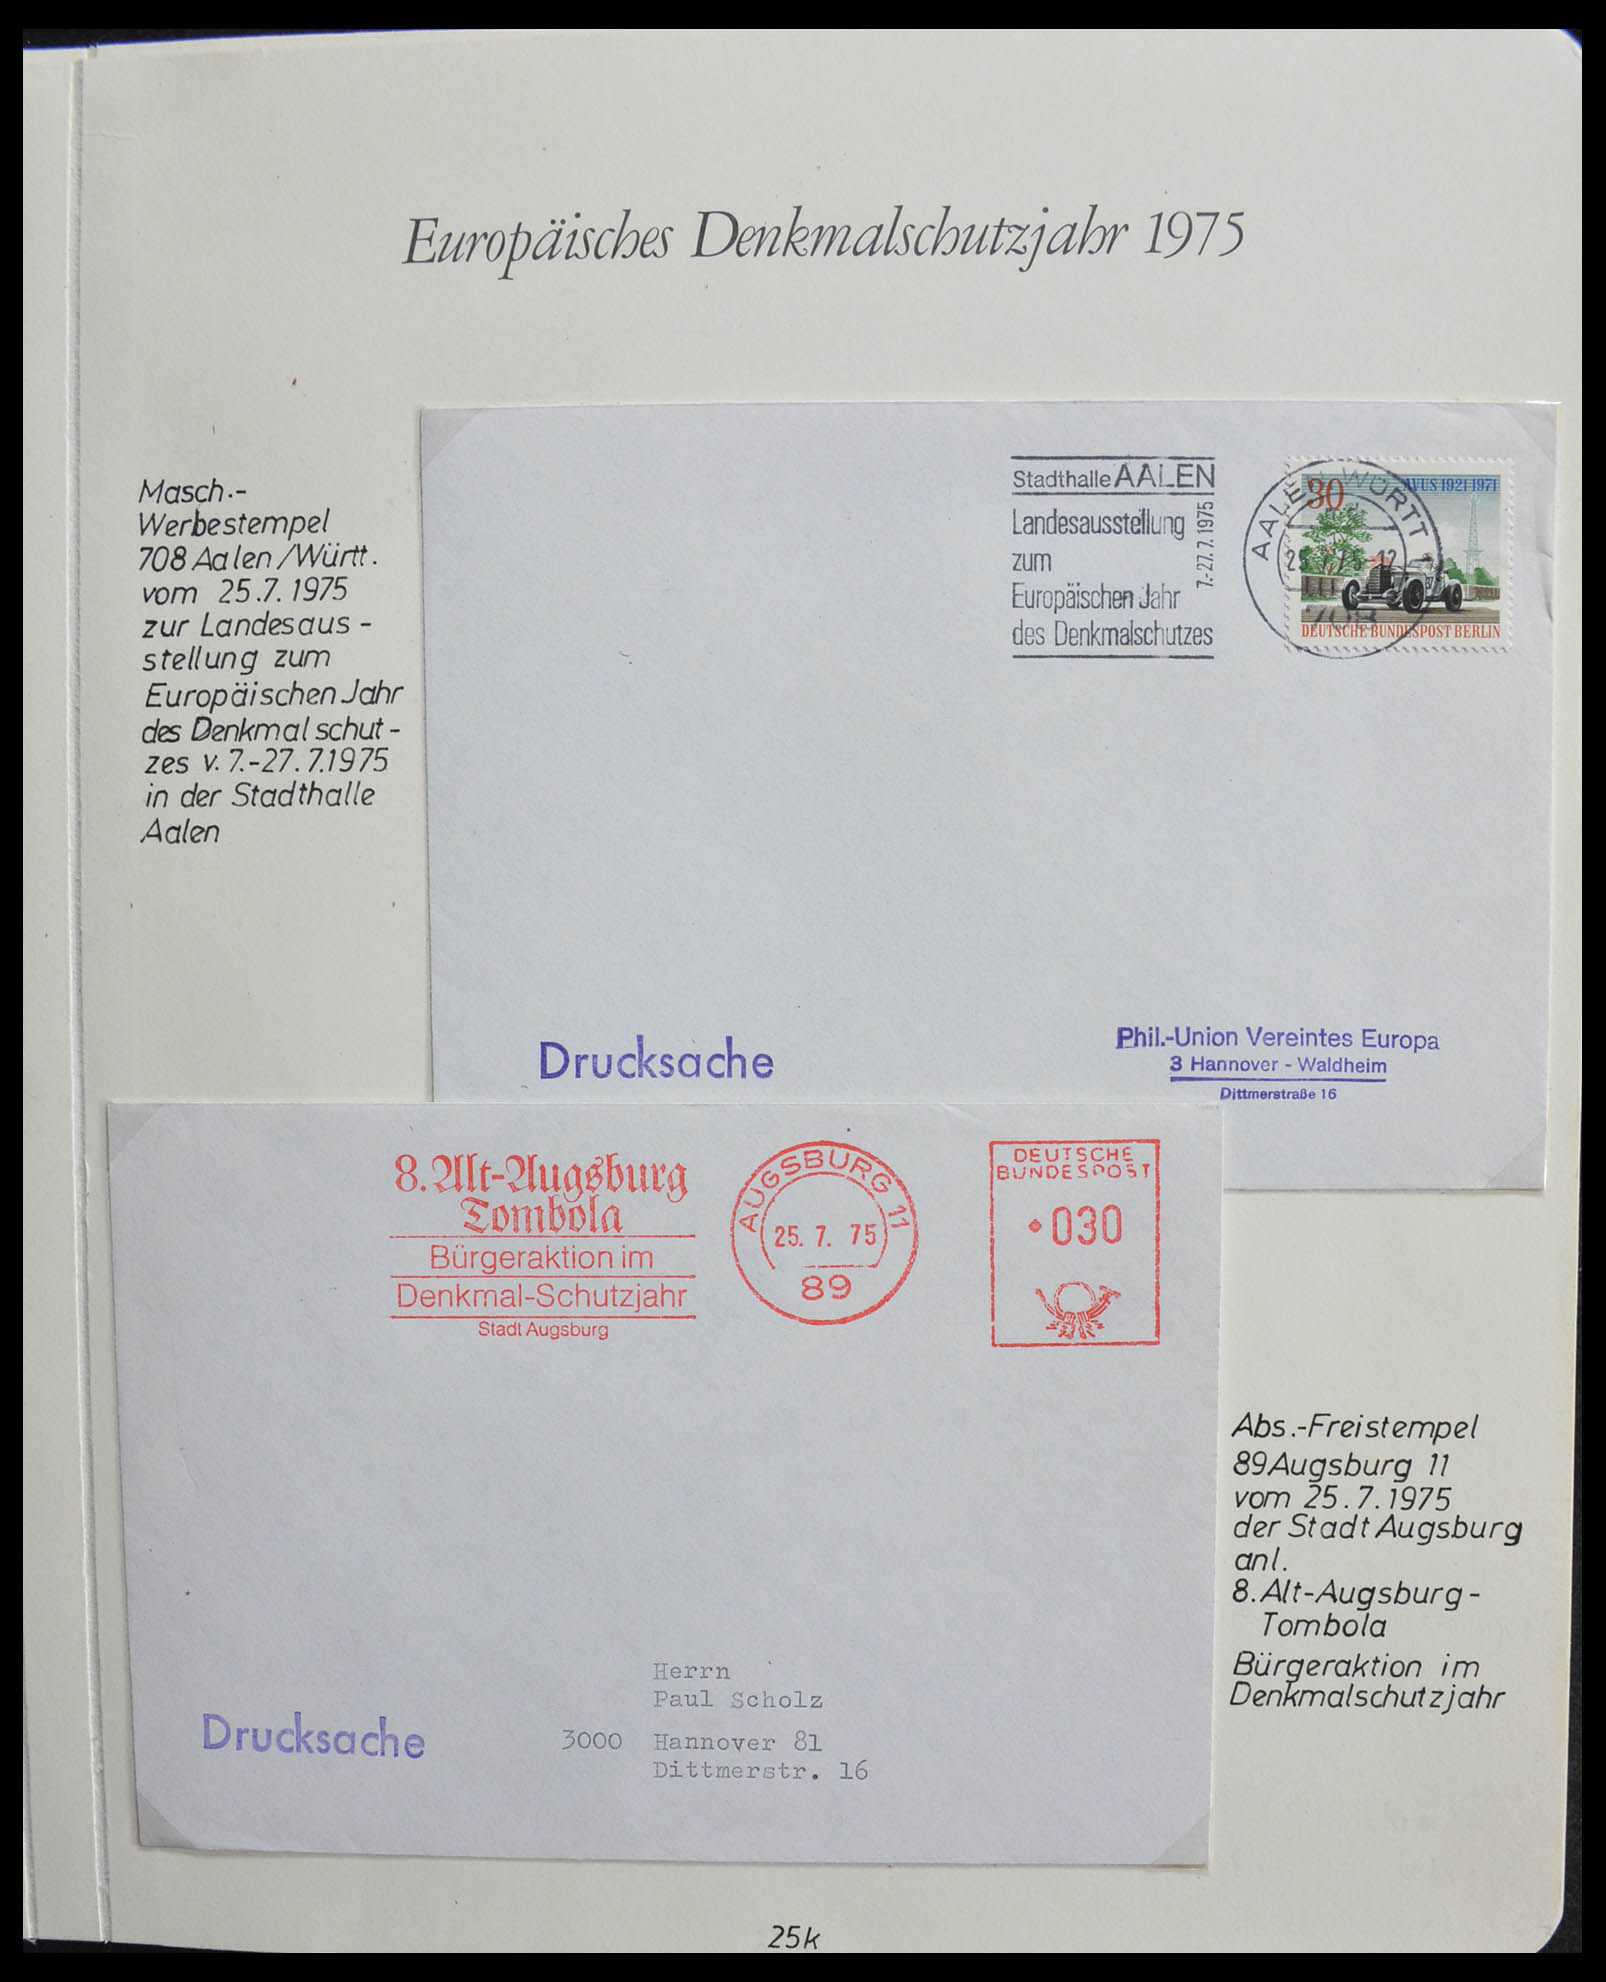 Europäisches Denkmalschutzjahr 1975
Masch.-
Werbestempel
708 Aalen/Württ.
vom 25.7.1975
zur Landesaus-
stellung zum
Europäischen Jahr
des Denkmalschut-
zes v. 7.-27.7.1975
in der Stadthalle
Aalen
Stadthalle AALEN
Landesausstellung
zum
Europäischen Jahr
des Denkmalschutzes
7.-27.7.1975
AALEN WÜRTT
708
30
AVUS 1921 1971
DEUTSCHE BUNDESPOST BERLIN
Drucksache
Phil.-Union Vereintes Europa
3 Hannover - Waldheim
Dittmerstraße 16
8. Alt-Augsburg
Tombola
Bürgeraktion im
Denkmal-Schutzjahr
Stadt Augsburg
AUGSBURG 11
25. 7. 75
89
DEUTSCHE
BUNDESPOST
030
Herrn
Paul Scholz
3000 Hannover 81
Dittmerstr. 16
Drucksache
Abs.-Freistempel
89 Augsburg 11
vom 25.7.1975
der Stadt Augsburg
anl.
8. Alt-Augsburg-
Tombola
Bürgeraktion im
Denkmalschutzjahr
25k